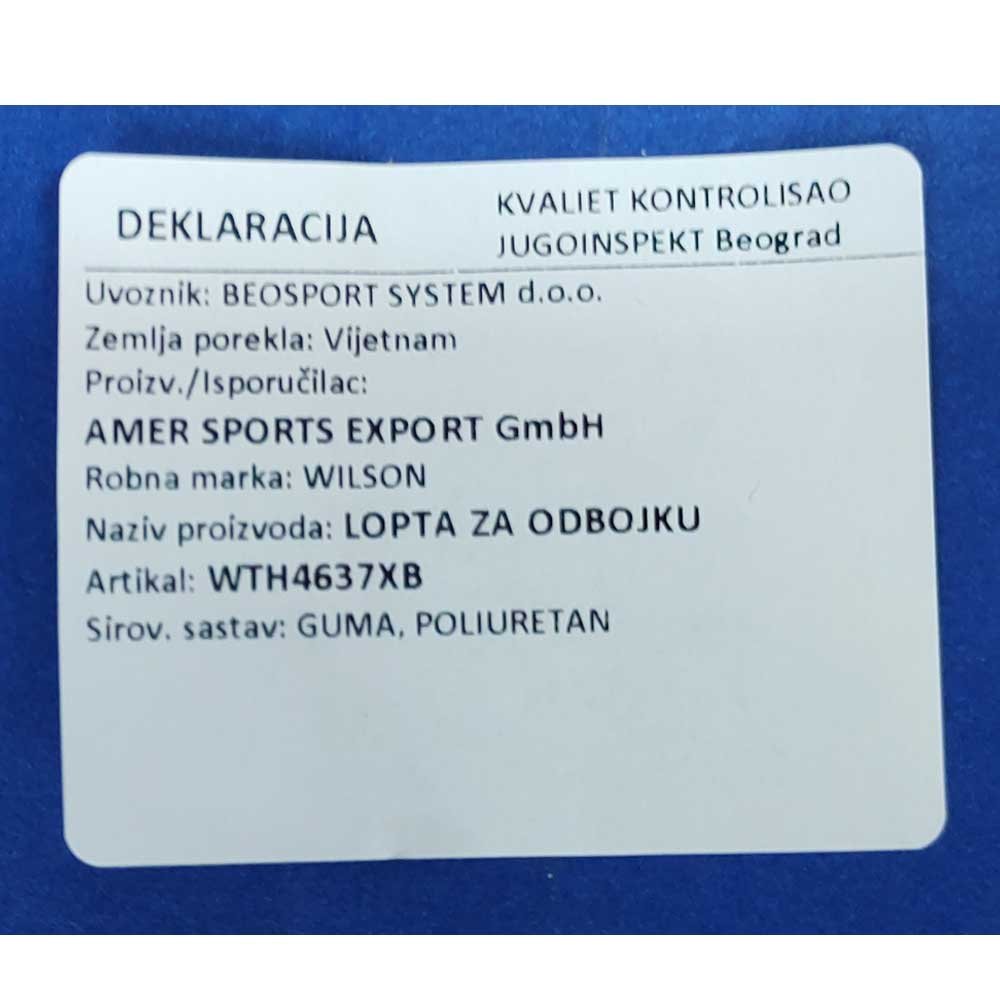 DEKLARACIJA
KVALIET KONTROLISAO
JUGOINSPEKT Beograd
Uvoznik: BEOSPORT SYSTEM d.o.o.
Zemlja porekla: Vijetnam
Proizv./Isporučilac:
AMER SPORTS EXPORT GmbH
Robna marka: WILSON
Naziv proizvoda: LOPTA ZA ODBOJKU
Artikal: WTH4637XB
Sirov. sastav: GUMA, POLIURETAN